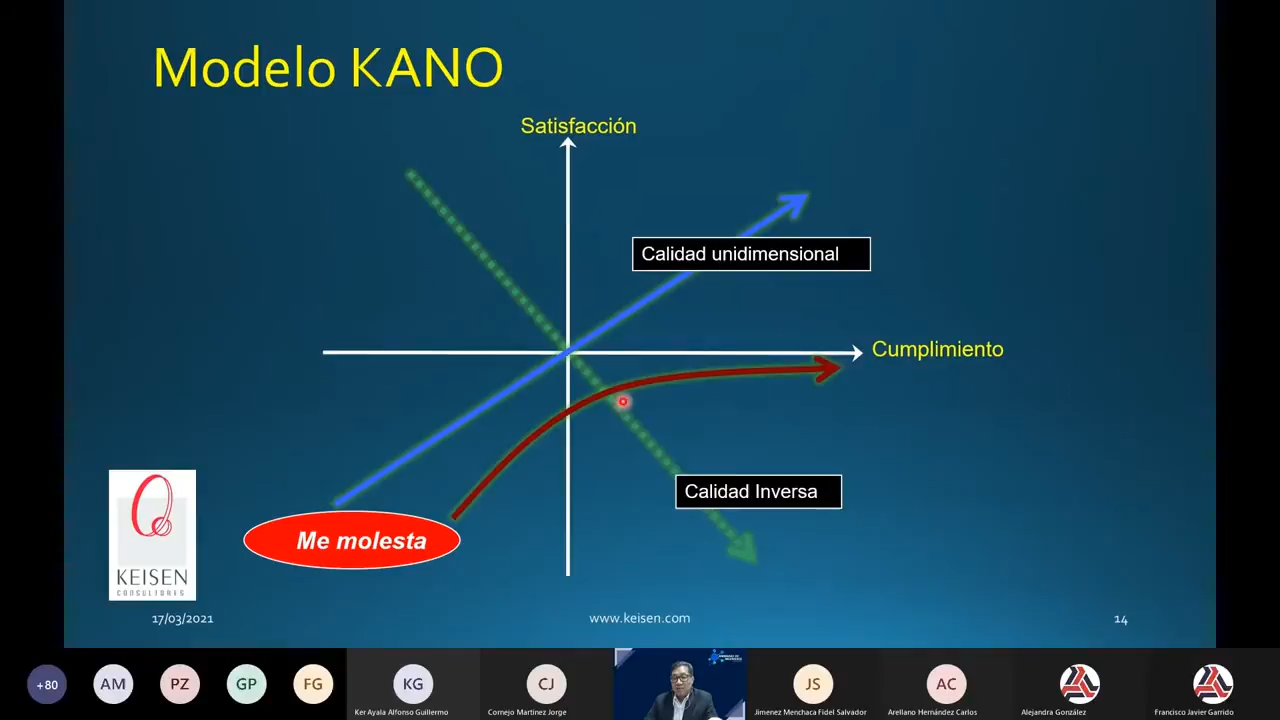 Modelo KANO
Satisfacción
Calidad unidimensional
Cumplimiento
Calidad Inversa
Me molesta
KEISEN
CONSULTORES
17/03/2021
www.keisen.com
14
+80
AM
PZ
GP
FG
KG
CJ
JS
AC
Ker Ayala Alfonso Guillermo
Cornejo Martinez Jorge
Jimenez Menchaca Fidel Salvador
Arellano Hernández Carlos
Alejandra González
Francisco Javier Garrido